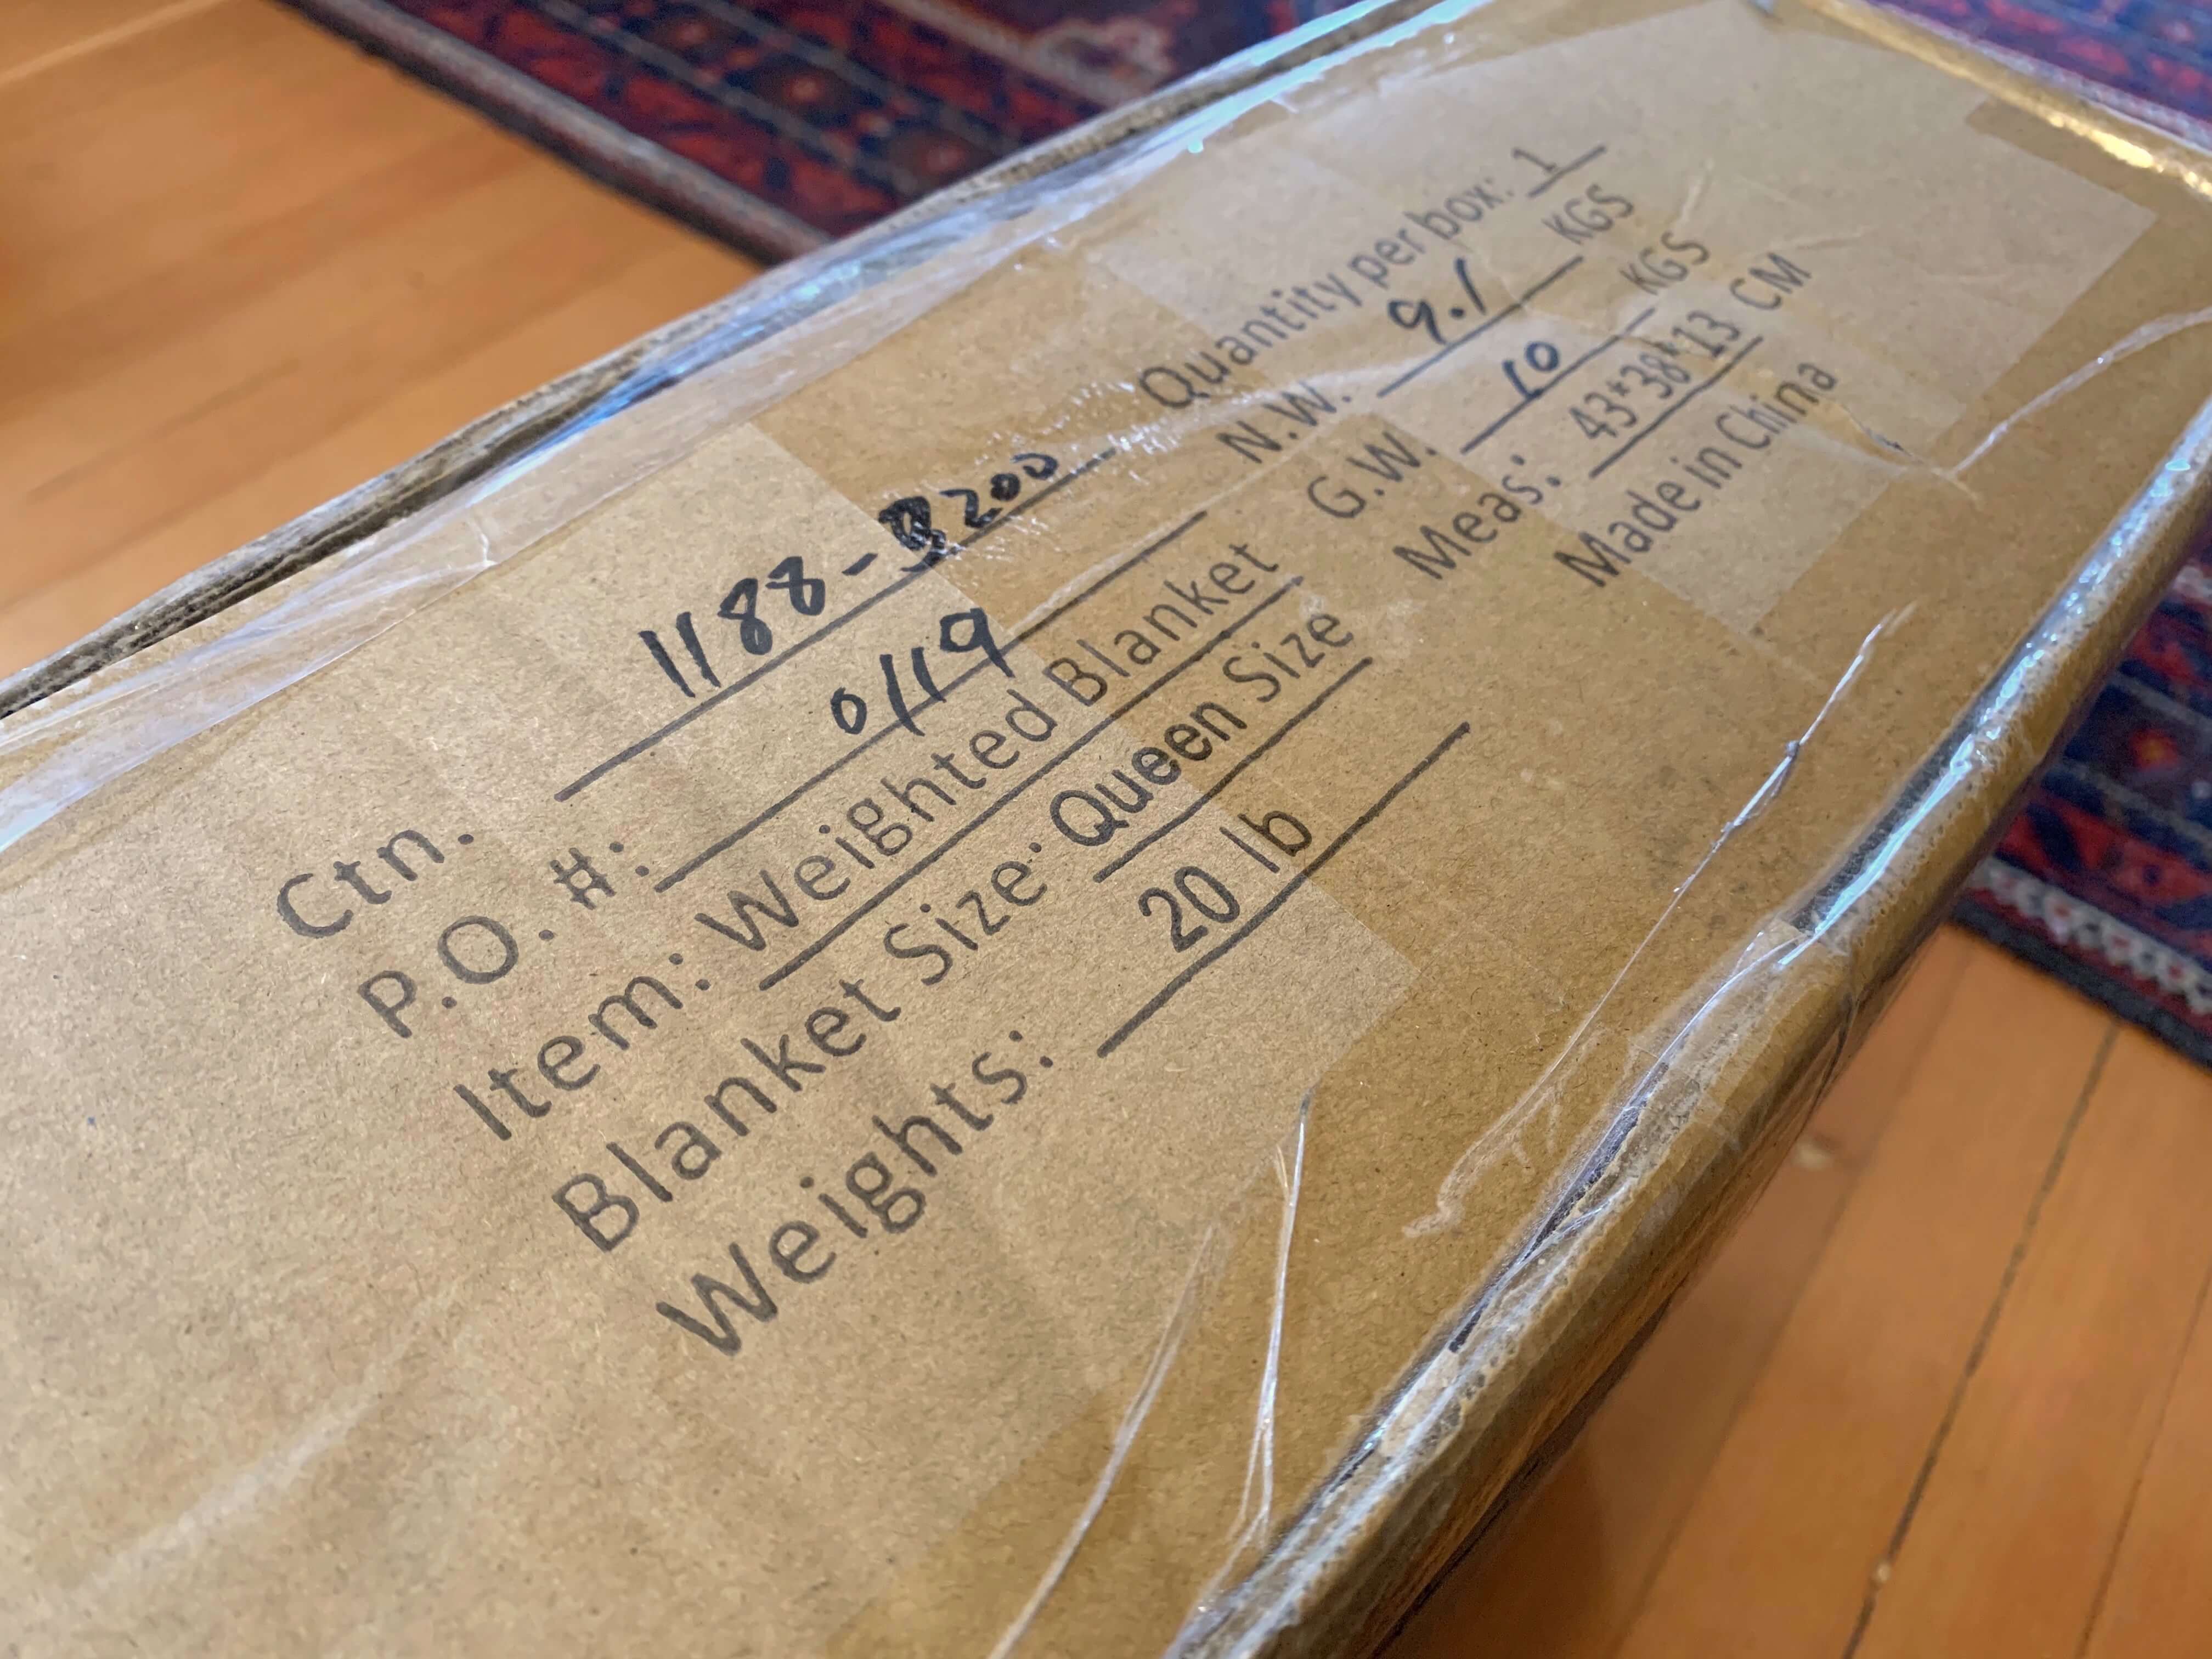 Ctn. 1188-9200
P.O. #: 0119
Item: Weighted Blanket
Blanket Size: Queen Size
Weights: 20 lb
Quantity per box: 1
N.W. 9.1 KGS
G.W. 10 KGS
Meas: 43*38*13 CM
Made in China